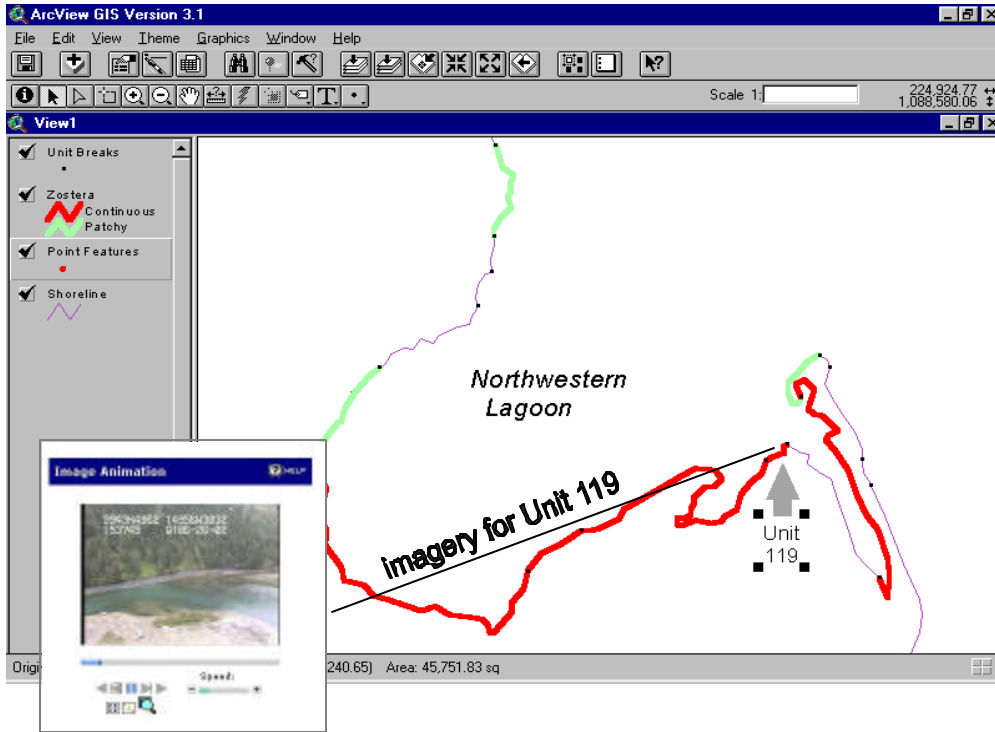 ArcView GIS Version 3.1
File Edit View Theme Graphics Window Help
Scale 1:
224,924.77
1,088,580.06
View1
Unit Breaks
Zostera
Continuous
Patchy
Point Features
Shoreline
Northwestern
Lagoon
imagery for Unit 119
Unit
119
Image Animation
HELP
Speed:
Origi
240.65) Area: 45,751.83 sq